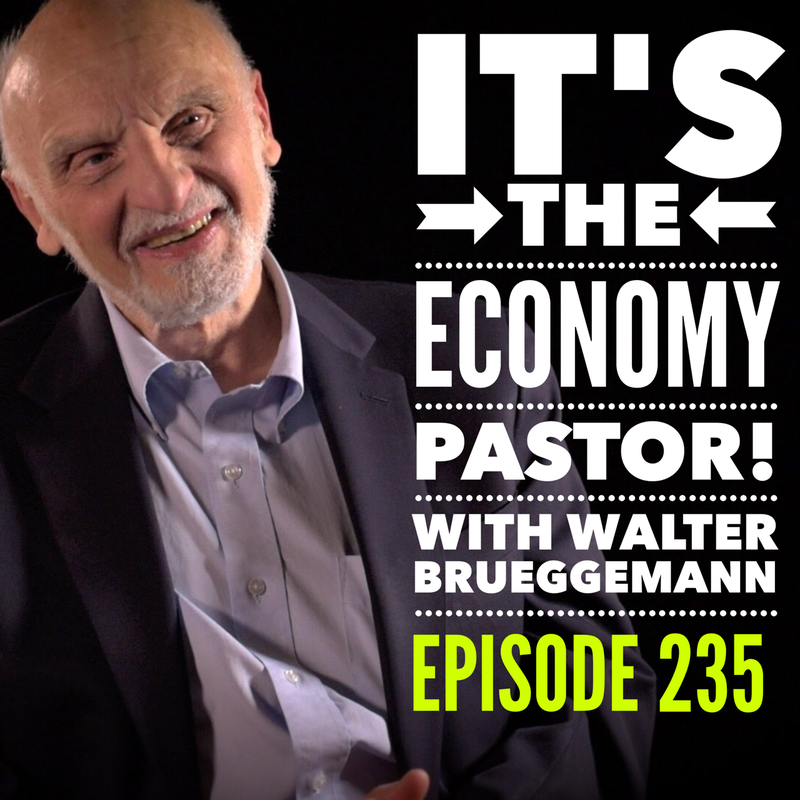 IT'S
THE
ECONOMY
PASTOR!
WITH WALTER
BRUEGGEMANN
EPISODE 235